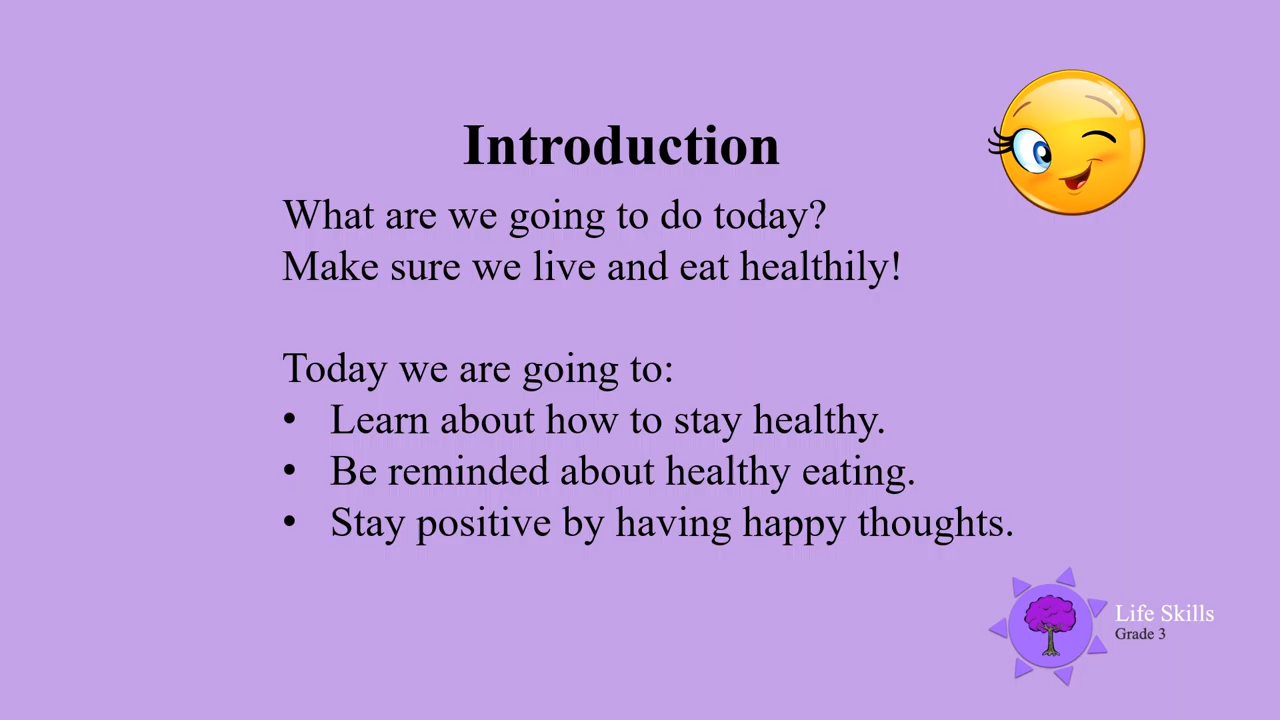 Introduction
What are we going to do today?
Make sure we live and eat healthily!
Today we are going to:
• Learn about how to stay healthy.
• Be reminded about healthy eating.
• Stay positive by having happy thoughts.
Life Skills
Grade 3